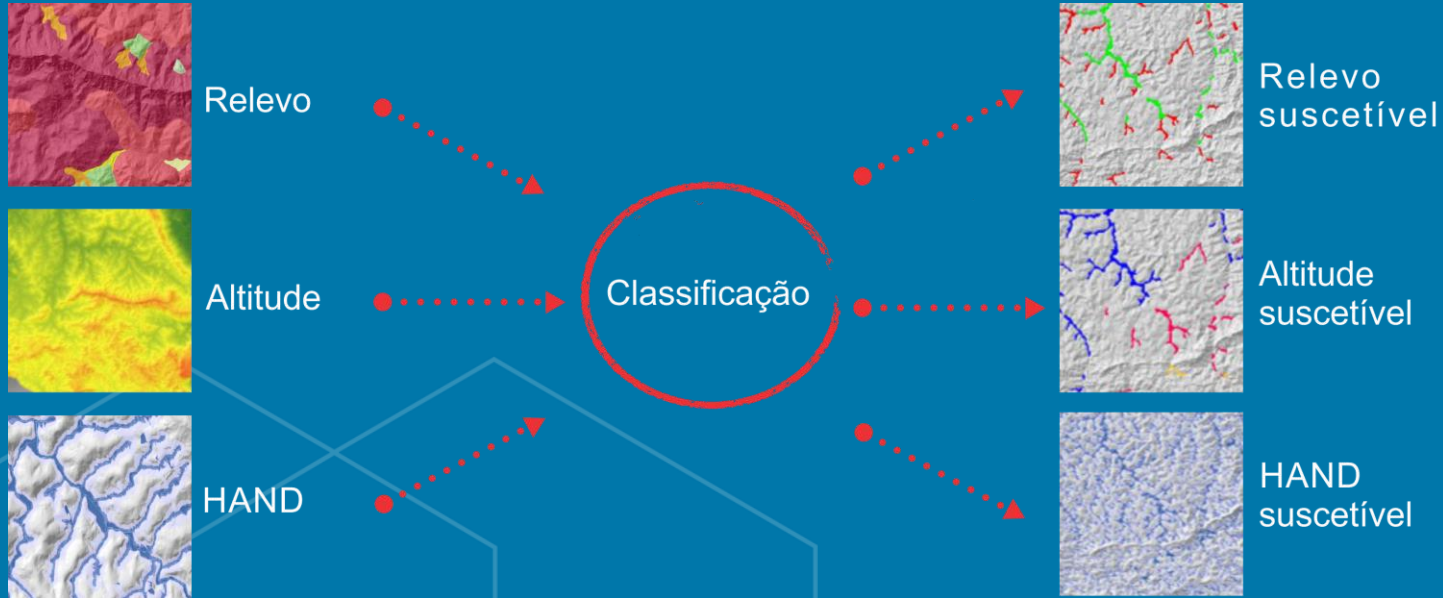 Relevo
Altitude
HAND
Classificação
Relevo
suscetível
Altitude
suscetível
HAND
suscetível